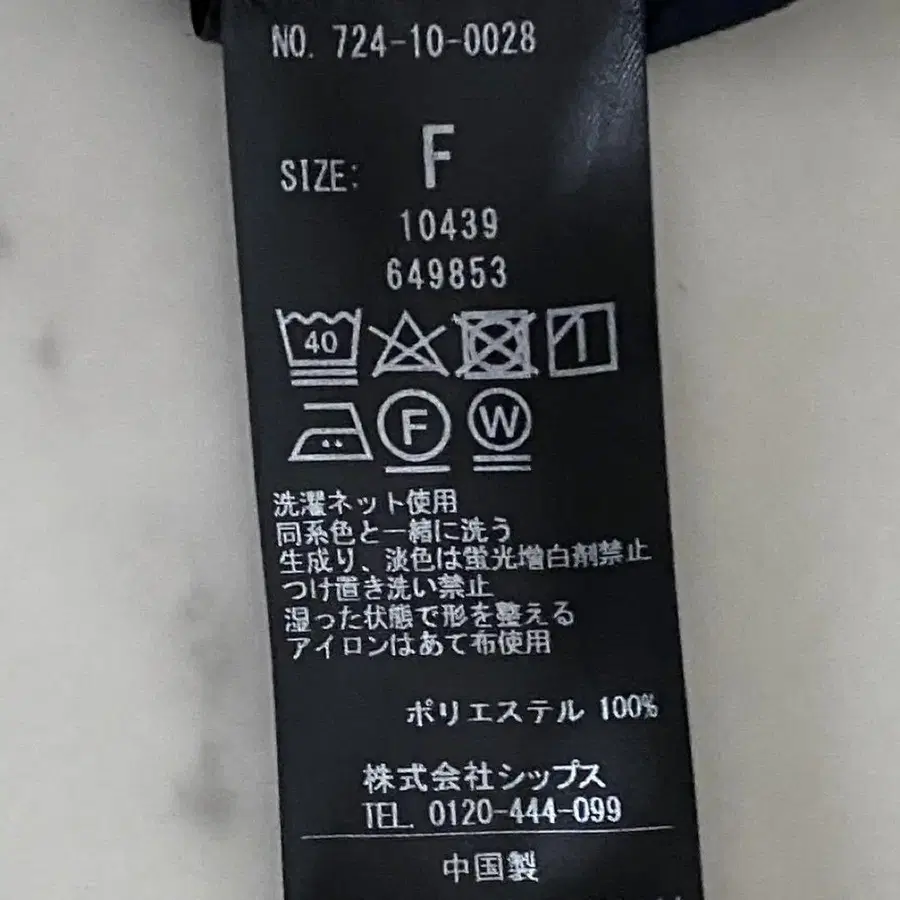 NO. 724-10-0028
SIZE: F
10439
649853
40
F W
洗濯ネット使用
同系色と一緒に洗う
生成り、淡色は蛍光増白剤禁止
つけ置き洗い禁止
湿った状態で形を整える
アイロンはあて布使用
ポリエステル 100%
株式会社シップス
TEL. 0120-444-099
中国製